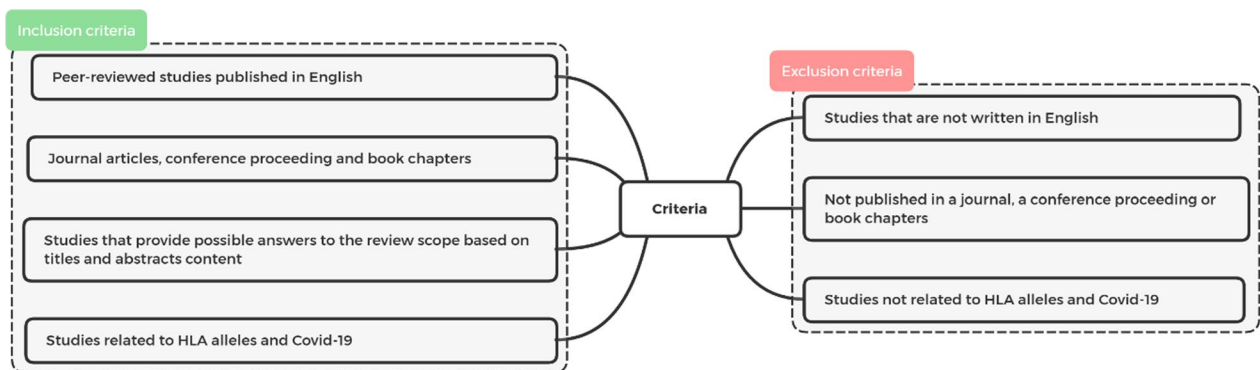 Inclusion criteria
Peer-reviewed studies published in English
Journal articles, conference proceeding and book chapters
Studies that provide possible answers to the review scope based on
titles and abstracts content
Studies related to HLA alleles and Covid-19
Criteria
Exclusion criteria
Studies that are not written in English
Not published in a journal, a conference proceeding or
book chapters
Studies not related to HLA alleles and Covid-19